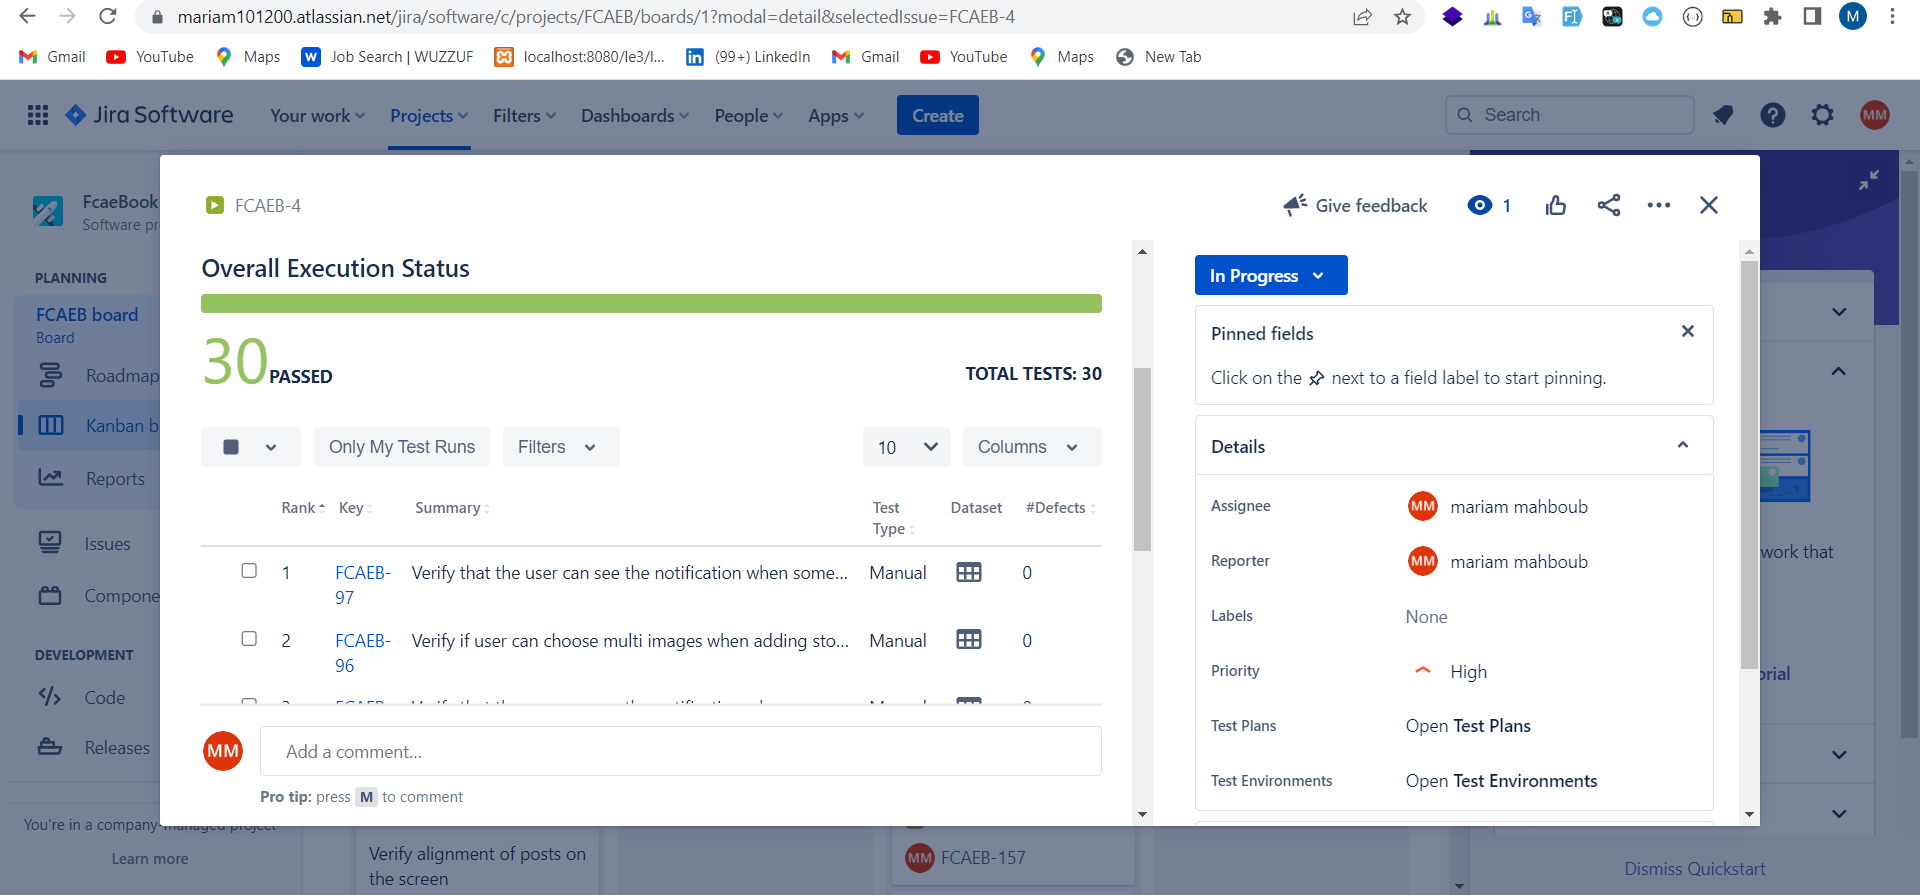 mariam101200.atlassian.net/jira/software/c/projects/FCAEB/boards/1?modal=detail&selectedIssue=FCAEB-4
M
Gmail YouTube Maps Job Search | WUZZUF localhost:8080/le3/l... (99+) LinkedIn Gmail YouTube Maps New Tab
Jira Software Your work Projects Filters Dashboards People Apps Create Search MM
FcaeBook
Software pr
PLANNING
FCAEB board
Board
Roadmap
Kanban b
Reports
Issues
Compone
DEVELOPMENT
Code
Releases
You're in a company-managed project
Learn more
FCAEB-4
Give feedback 1
Overall Execution Status
30 PASSED
TOTAL TESTS: 30
Only My Test Runs Filters 10 Columns
Rank Key Summary Test Type Dataset #Defects
1 FCAEB-97 Verify that the user can see the notification when some... Manual 0
2 FCAEB-96 Verify if user can choose multi images when adding sto... Manual 0
MM Add a comment...
Pro tip: press M to comment
In Progress
Pinned fields
Click on the next to a field label to start pinning.
Details
Assignee MM mariam mahboub
Reporter MM mariam mahboub
Labels None
Priority High
Test Plans Open Test Plans
Test Environments Open Test Environments
work that
orial
Verify alignment of posts on
the screen
MM FCAEB-157
Dismiss Quickstart